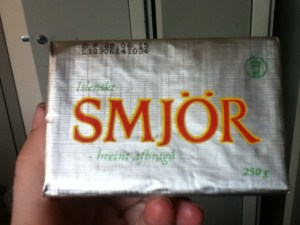 Íslenskt
SMJÖR
- hreint afbragð
250 g